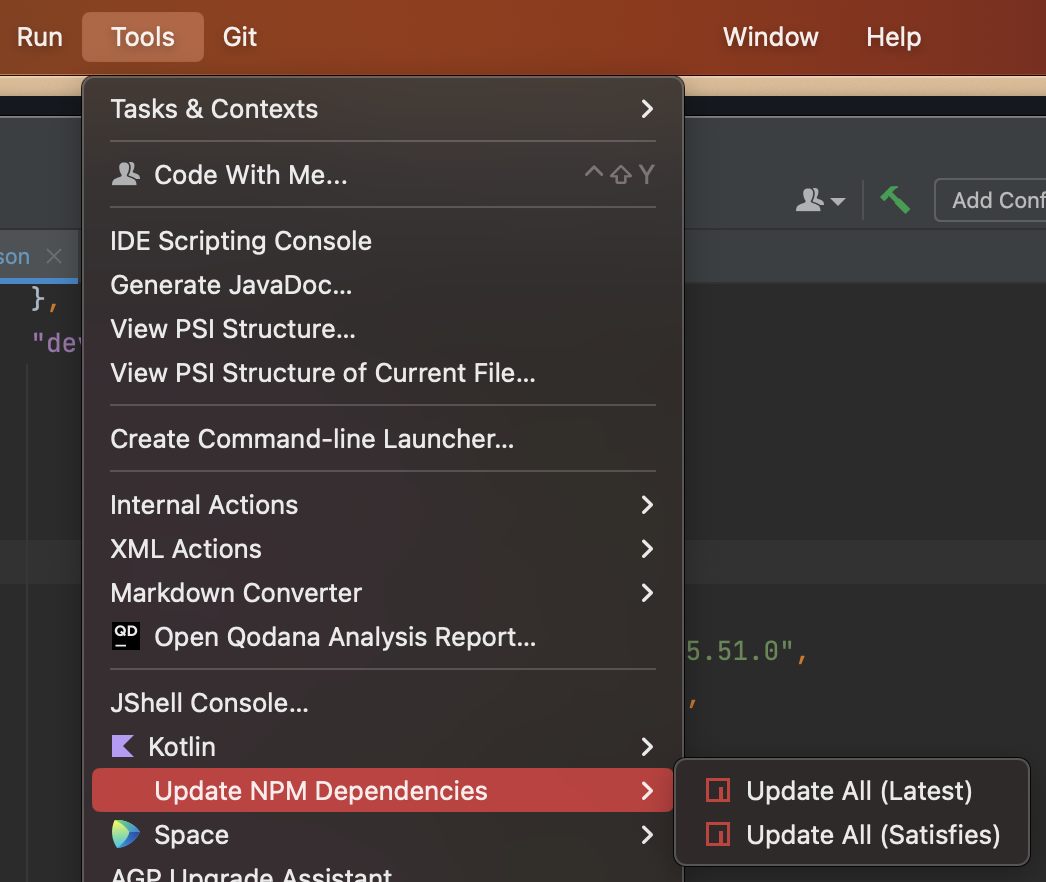 Run Tools Git Window Help
Tasks & Contexts
Code With Me... ^⇧Y
Add Conf
IDE Scripting Console
son
Generate JavaDoc...
},
View PSI Structure...
"dev
View PSI Structure of Current File...
Create Command-line Launcher...
Internal Actions
XML Actions
Markdown Converter
QD Open Qodana Analysis Report...
5.51.0",
JShell Console...
,
Kotlin
Update NPM Dependencies
Update All (Latest)
Space
Update All (Satisfies)
AGP Upgrade Assistant